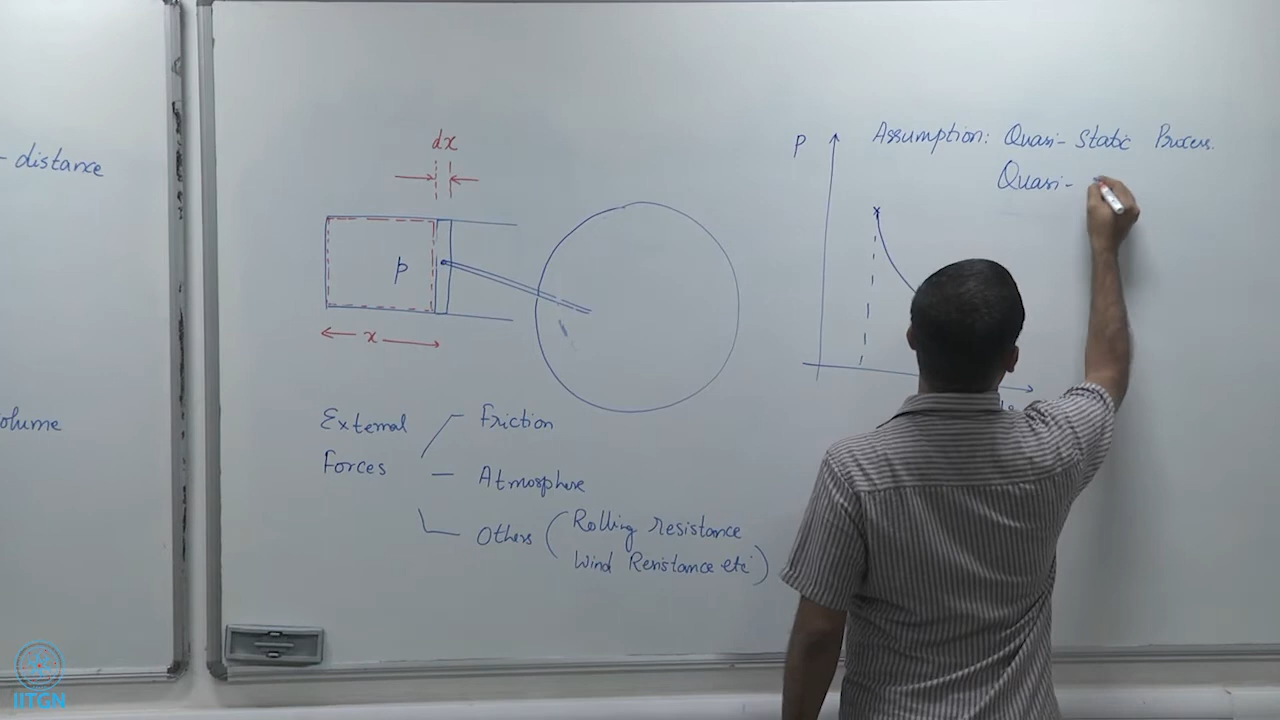 - distance
olume
dx
p
x
External
Forces
Friction
Atmosphere
Others (Rolling resistance
Wind Resistance etc)
P
Assumption: Quasi-Static Process.
Quasi-
IITGN